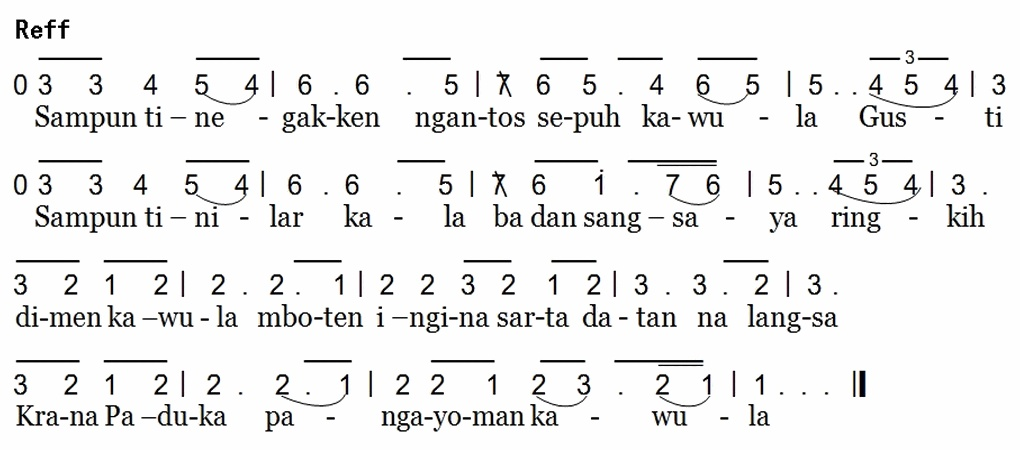 Reff
0 3 3 4 5 4 | 6 . 6 . 5 | 7 6 5 . 4 6 5 | 5 . . 4 5 4 | 3
Sampun ti – ne - gak-ken ngan-tos se-puh ka- wu - la Gus - ti
0 3 3 4 5 4 | 6 . 6 . 5 | 7 6 1 . 7 6 | 5 . . 4 5 4 | 3 .
Sampun ti – ni - lar ka - la ba dan sang – sa - ya ring - kih
3 2 1 2 | 2 . 2 . 1 | 2 2 3 2 1 2 | 3 . 3 . 2 | 3 .
di-men ka –wu - la mbo-ten i –ngi-na sar-ta da - tan na lang-sa
3 2 1 2 | 2 . 2 . 1 | 2 2 1 2 3 . 2 1 | 1 . . . ||
Kra-na Pa –du-ka pa - nga-yo-man ka - wu - la